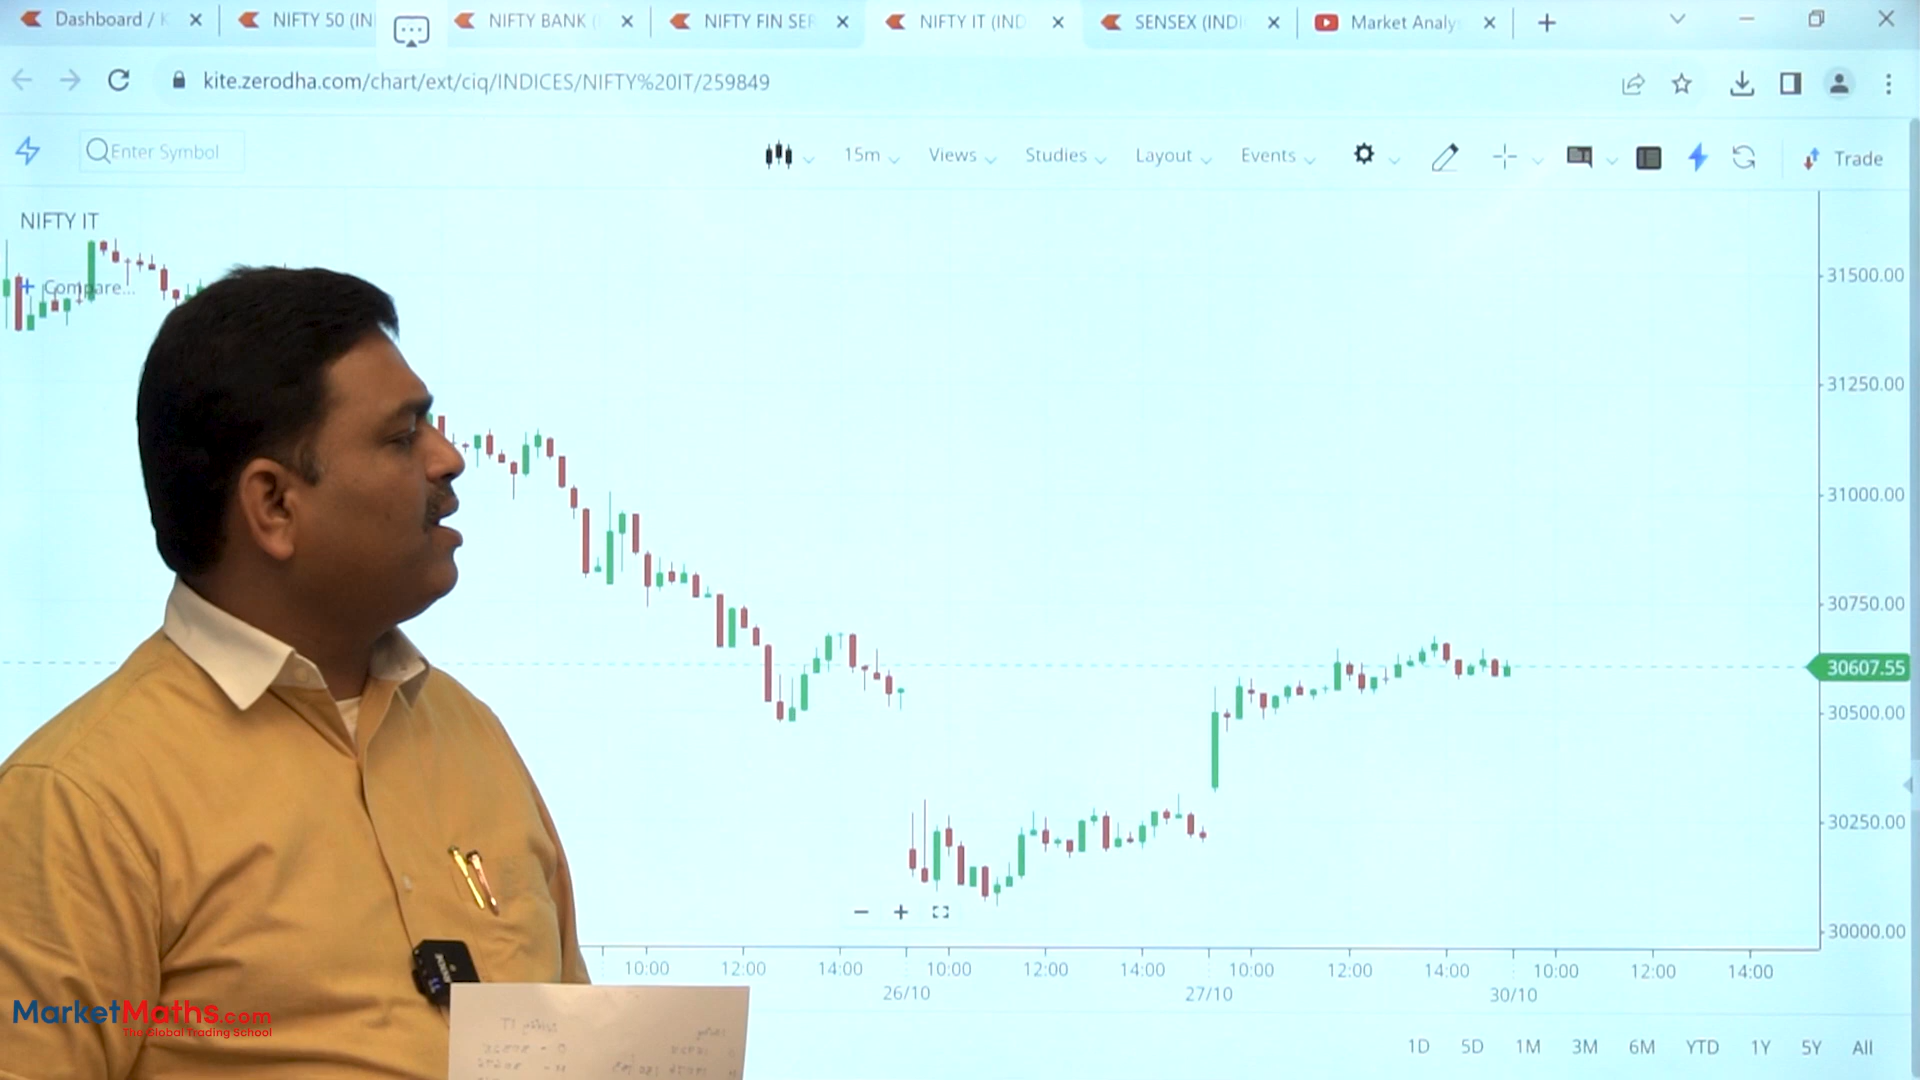 Dashboard / K
NIFTY 50 (INI
NIFTY BANK (
NIFTY FIN SER
NIFTY IT (IND
SENSEX (INDI
Market Analy
kite.zerodha.com/chart/ext/ciq/INDICES/NIFTY%20IT/259849
Enter Symbol
15m
Views
Studies
Layout
Events
Trade
NIFTY IT
Compare...
31500.00
31250.00
31000.00
30750.00
30607.55
30500.00
30250.00
30000.00
10:00 12:00 14:00 10:00 12:00 14:00 10:00 12:00 14:00 10:00 12:00 14:00
26/10 27/10 30/10
MarketMaths.com
The Global Trading School
1D 5D 1M 3M 6M YTD 1Y 5Y All